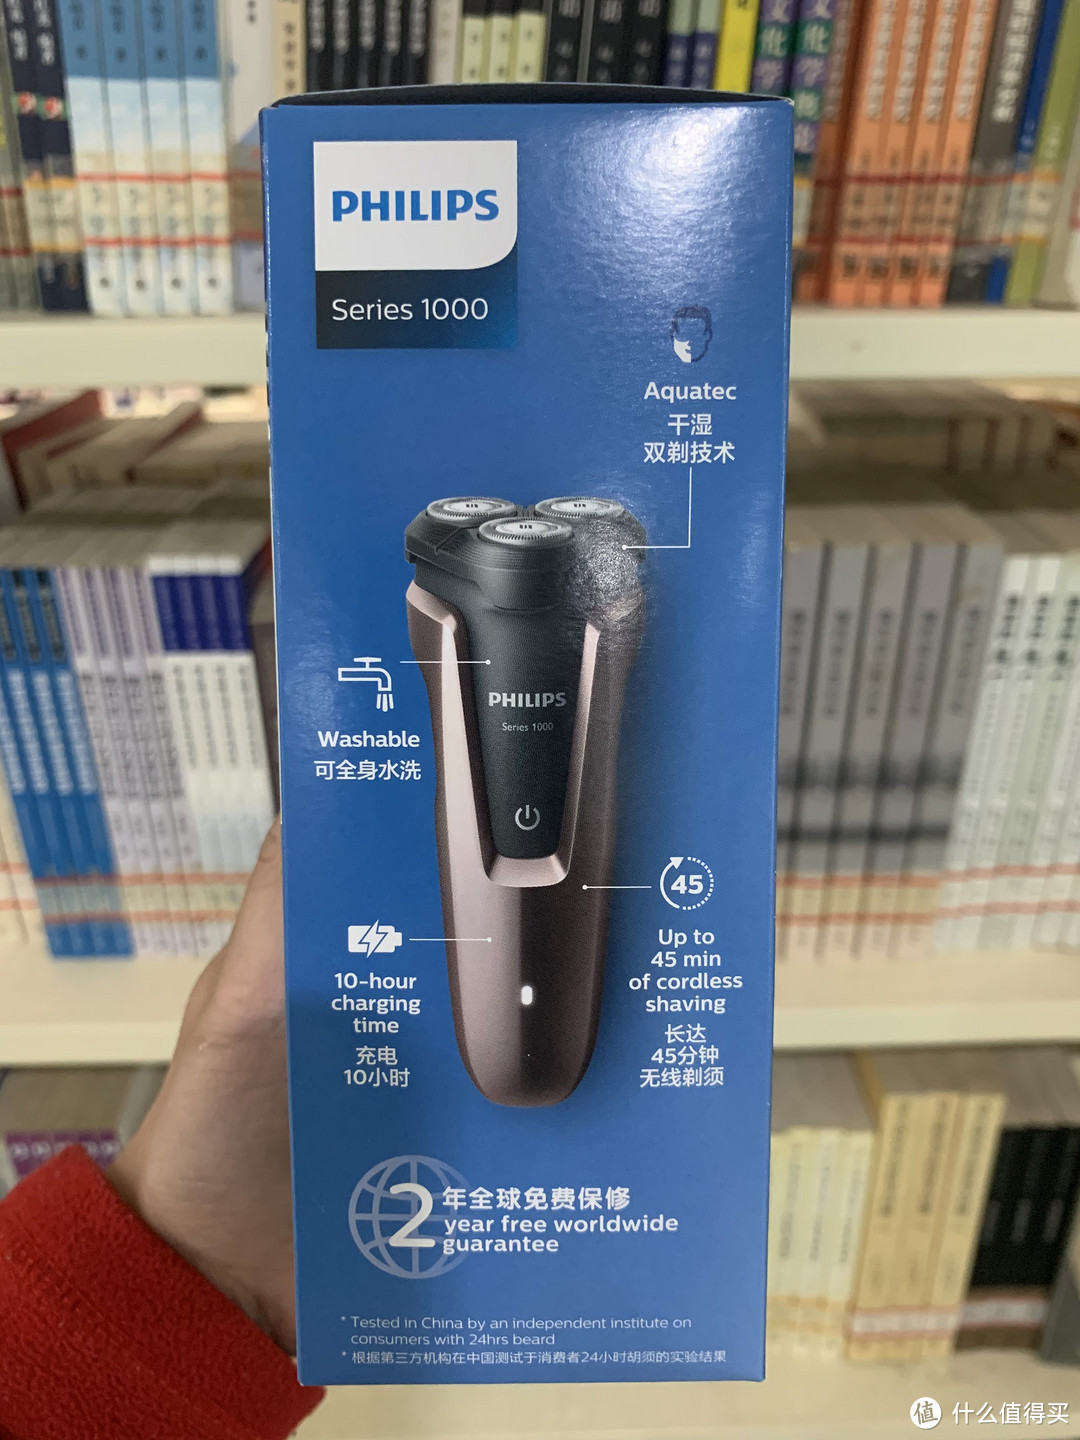 PHILIPS
Series 1000
Aquatec
干湿
双剃技术
PHILIPS
Series 1000
Washable
可全身水洗
45
Up to
45 min
of cordless
shaving
长达
45分钟
无线剃须
10-hour
charging
time
充电
10小时
2
年全球免费保修
year free worldwide
guarantee
* Tested in China by an independent institute on
consumers with 24hrs beard
* 根据第三方机构在中国测试于消费者24小时胡须的实验结果
值 什么值得买